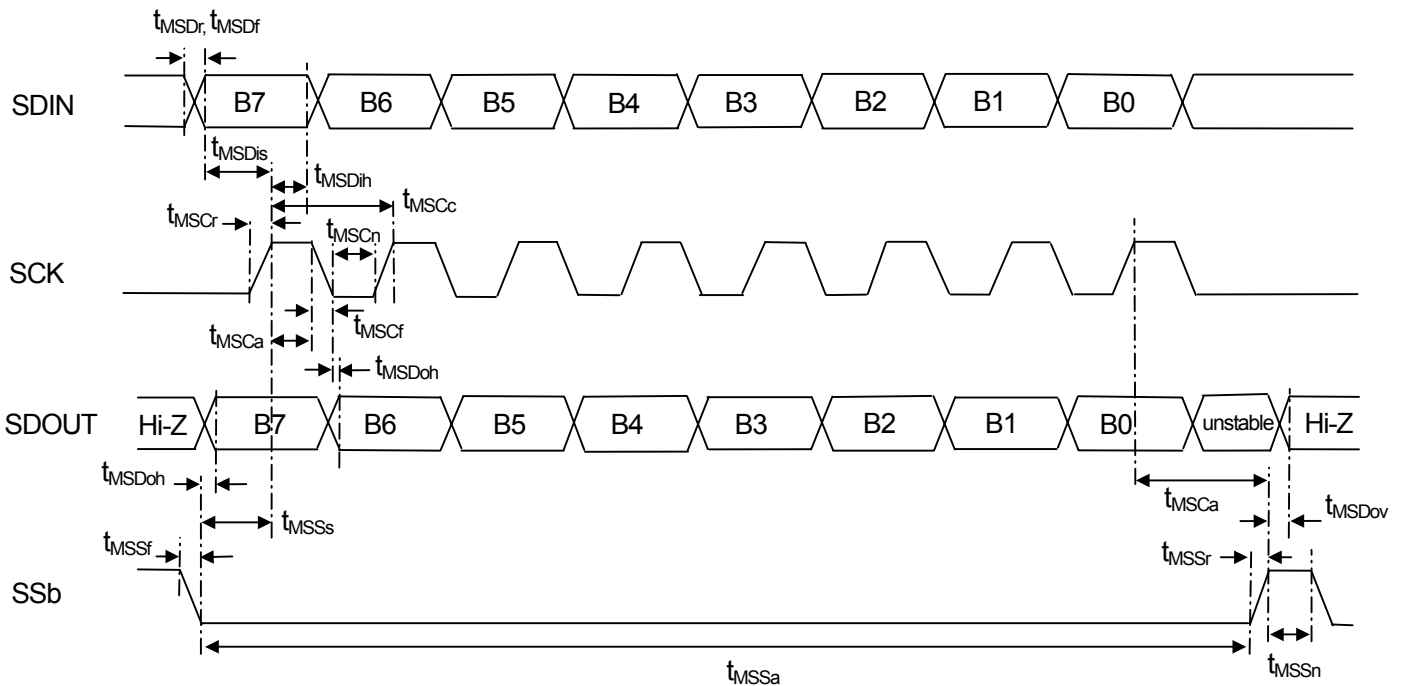 tMSDr, tMSDf
SDIN B7 B6 B5 B4 B3 B2 B1 B0
tMSDis
tMSDih
tMSCc
tMSCr
tMSCn
SCK
tMSCa
tMSCf
tMSDoh
SDOUT Hi-Z B7 B6 B5 B4 B3 B2 B1 B0 unstable Hi-Z
tMSDoh
tMSCa
tMSDov
tMSSs
tMSSf
tMSSr
SSb
tMSSa
tMSSn